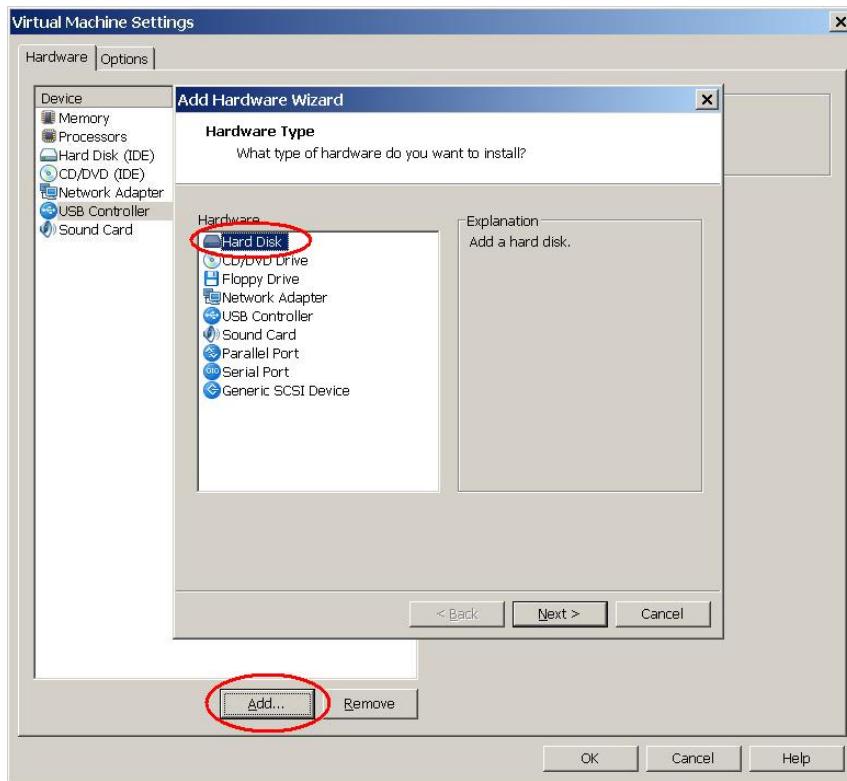 Virtual Machine Settings
Hardware Options
Device
Memory
Processors
Hard Disk (IDE)
CD/DVD (IDE)
Network Adapter
USB Controller
Sound Card
Add Hardware Wizard
Hardware Type
What type of hardware do you want to install?
Hardware
Hard Disk
CD/DVD Drive
Floppy Drive
Network Adapter
USB Controller
Sound Card
Parallel Port
Serial Port
Generic SCSI Device
Explanation
Add a hard disk.
< Back Next > Cancel
Add... Remove
OK Cancel Help